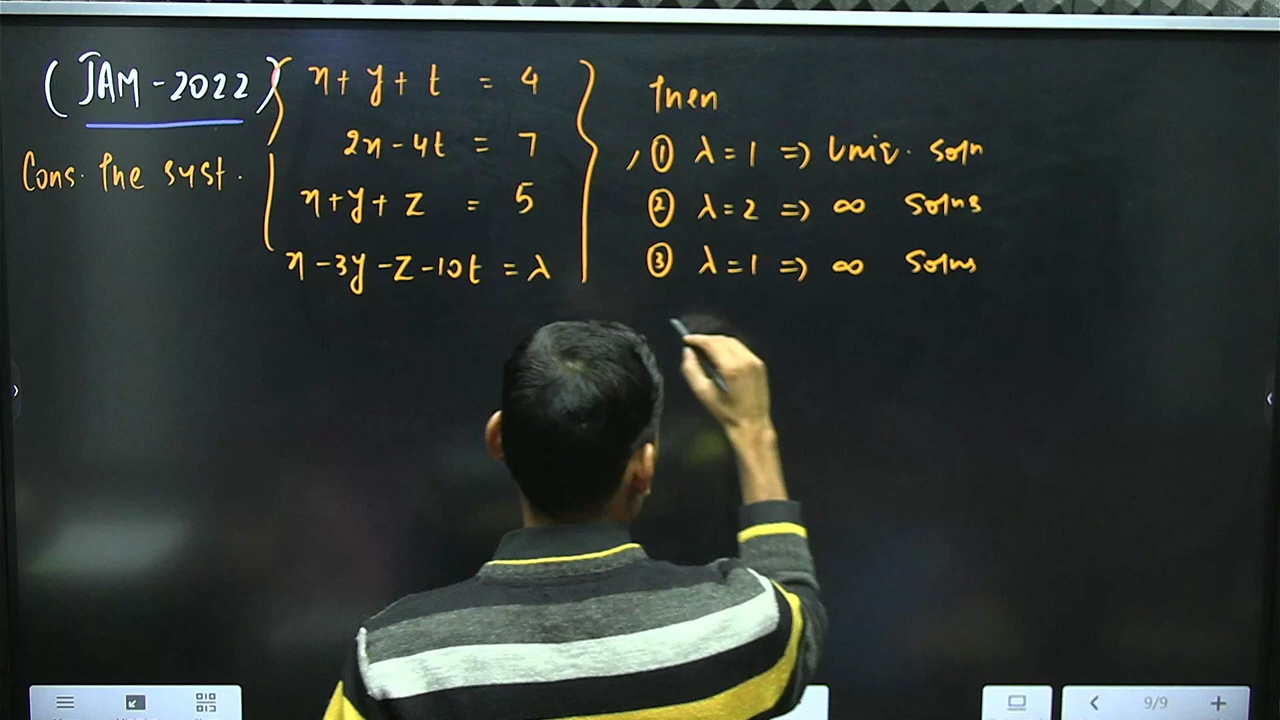 (JAM-2022)
Cons. the syst.
x + y + t = 4
2x - 4t = 7
x + y + z = 5
x - 3y - z - 10t = λ
then
, ① λ = 1 => Uniq. soln
② λ = 2 => ∞ solns
③ λ = 1 => ∞ solns
9/9